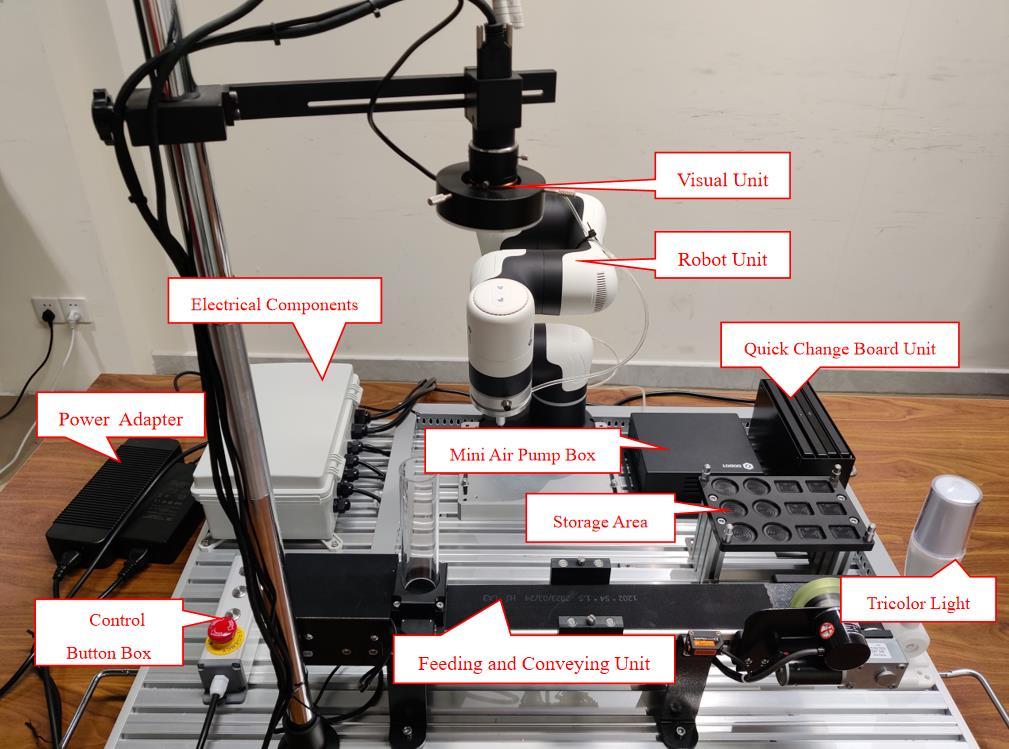 Visual Unit
Robot Unit
Electrical Components
Quick Change Board Unit
Power Adapter
Mini Air Pump Box
DOBOT
Storage Area
Tricolor Light
Control
Button Box
Feeding and Conveying Unit